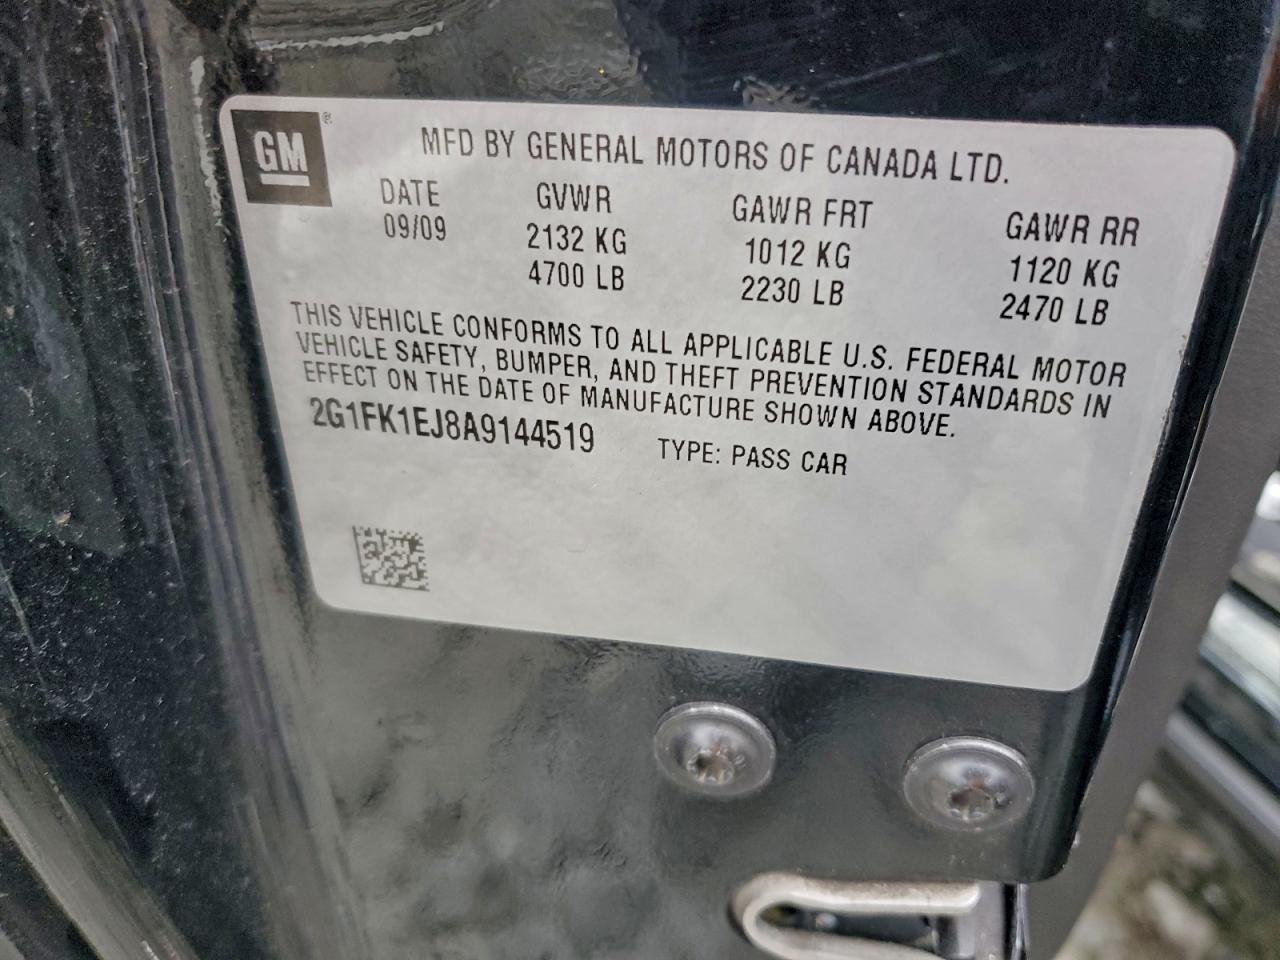 GM ®
MFD BY GENERAL MOTORS OF CANADA LTD.
DATE GVWR GAWR FRT GAWR RR
09/09 2132 KG 1012 KG 1120 KG
4700 LB 2230 LB 2470 LB
THIS VEHICLE CONFORMS TO ALL APPLICABLE U.S. FEDERAL MOTOR
VEHICLE SAFETY, BUMPER, AND THEFT PREVENTION STANDARDS IN
EFFECT ON THE DATE OF MANUFACTURE SHOWN ABOVE.
2G1FK1EJ8A9144519 TYPE: PASS CAR